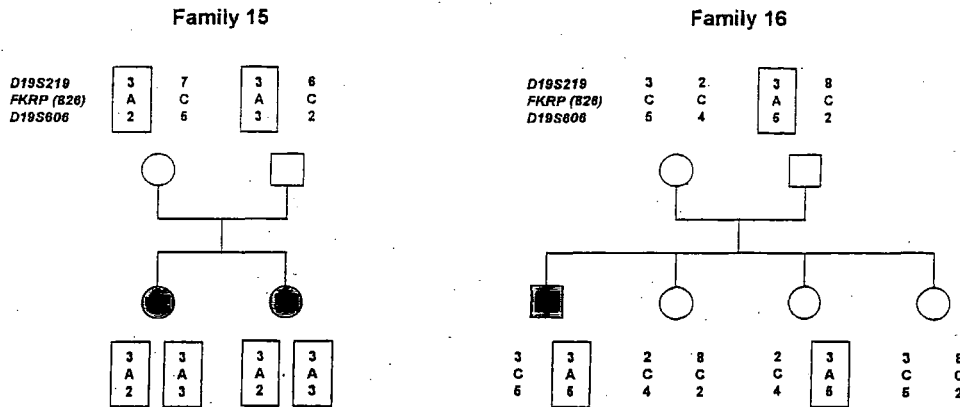 Family 15 Family 16
D19S219 3 7 3 6 D19S219 3 2 3 8
FKRP (826) A C A C FKRP (826) C C A C
D19S606 2 5 3 2 D19S606 5 4 5 2
3 3 3 3 3 3 2 8 2 3 3 8
A A A A C A C C C A C C
2 3 2 3 5 5 4 2 4 5 5 2